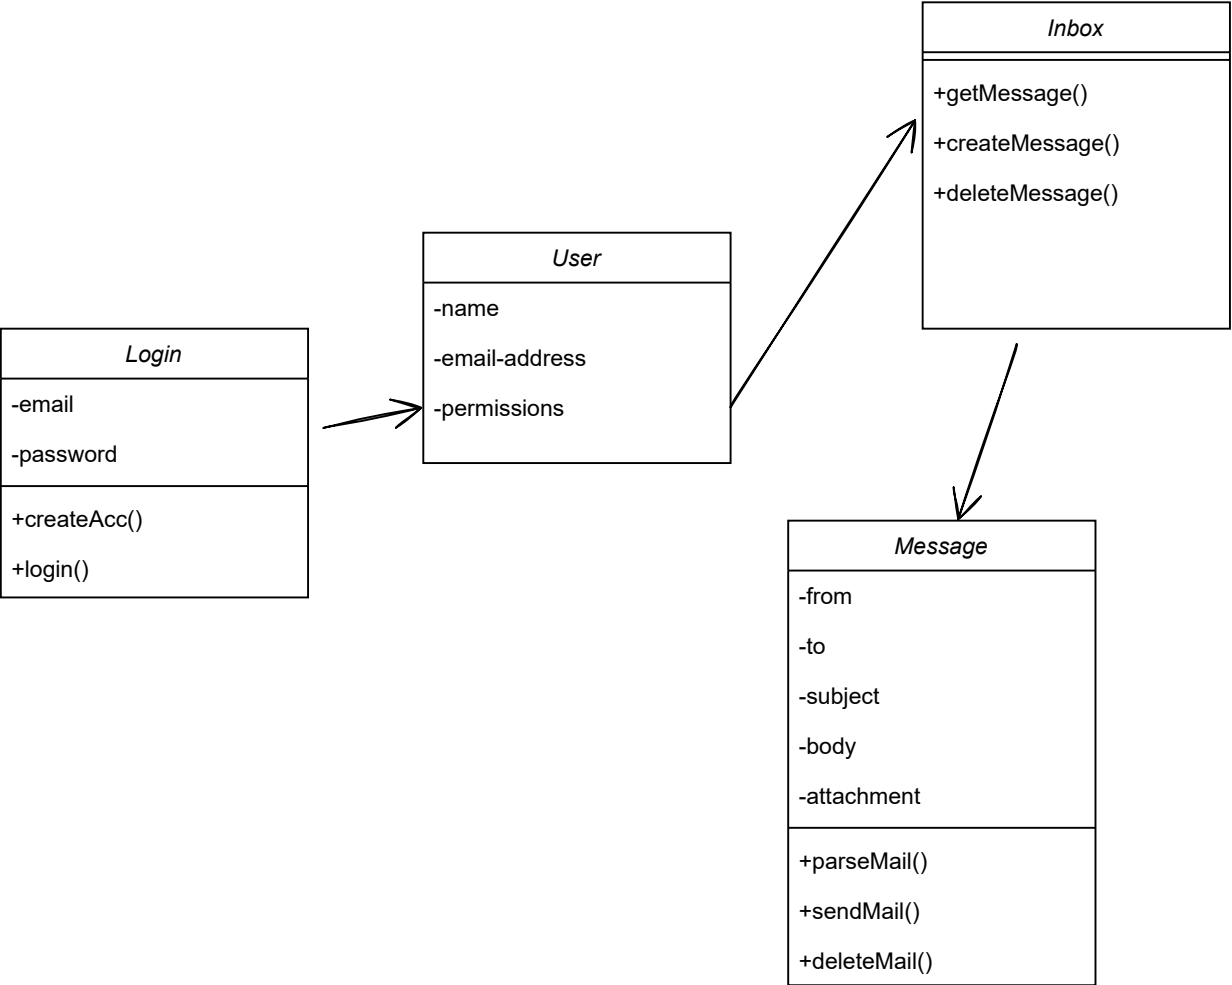 Inbox
+getMessage()
+createMessage()
+deleteMessage()
User
-name
-email-address
-permissions
Login
-email
-password
+createAcc()
+login()
Message
-from
-to
-subject
-body
-attachment
+parseMail()
+sendMail()
+deleteMail()